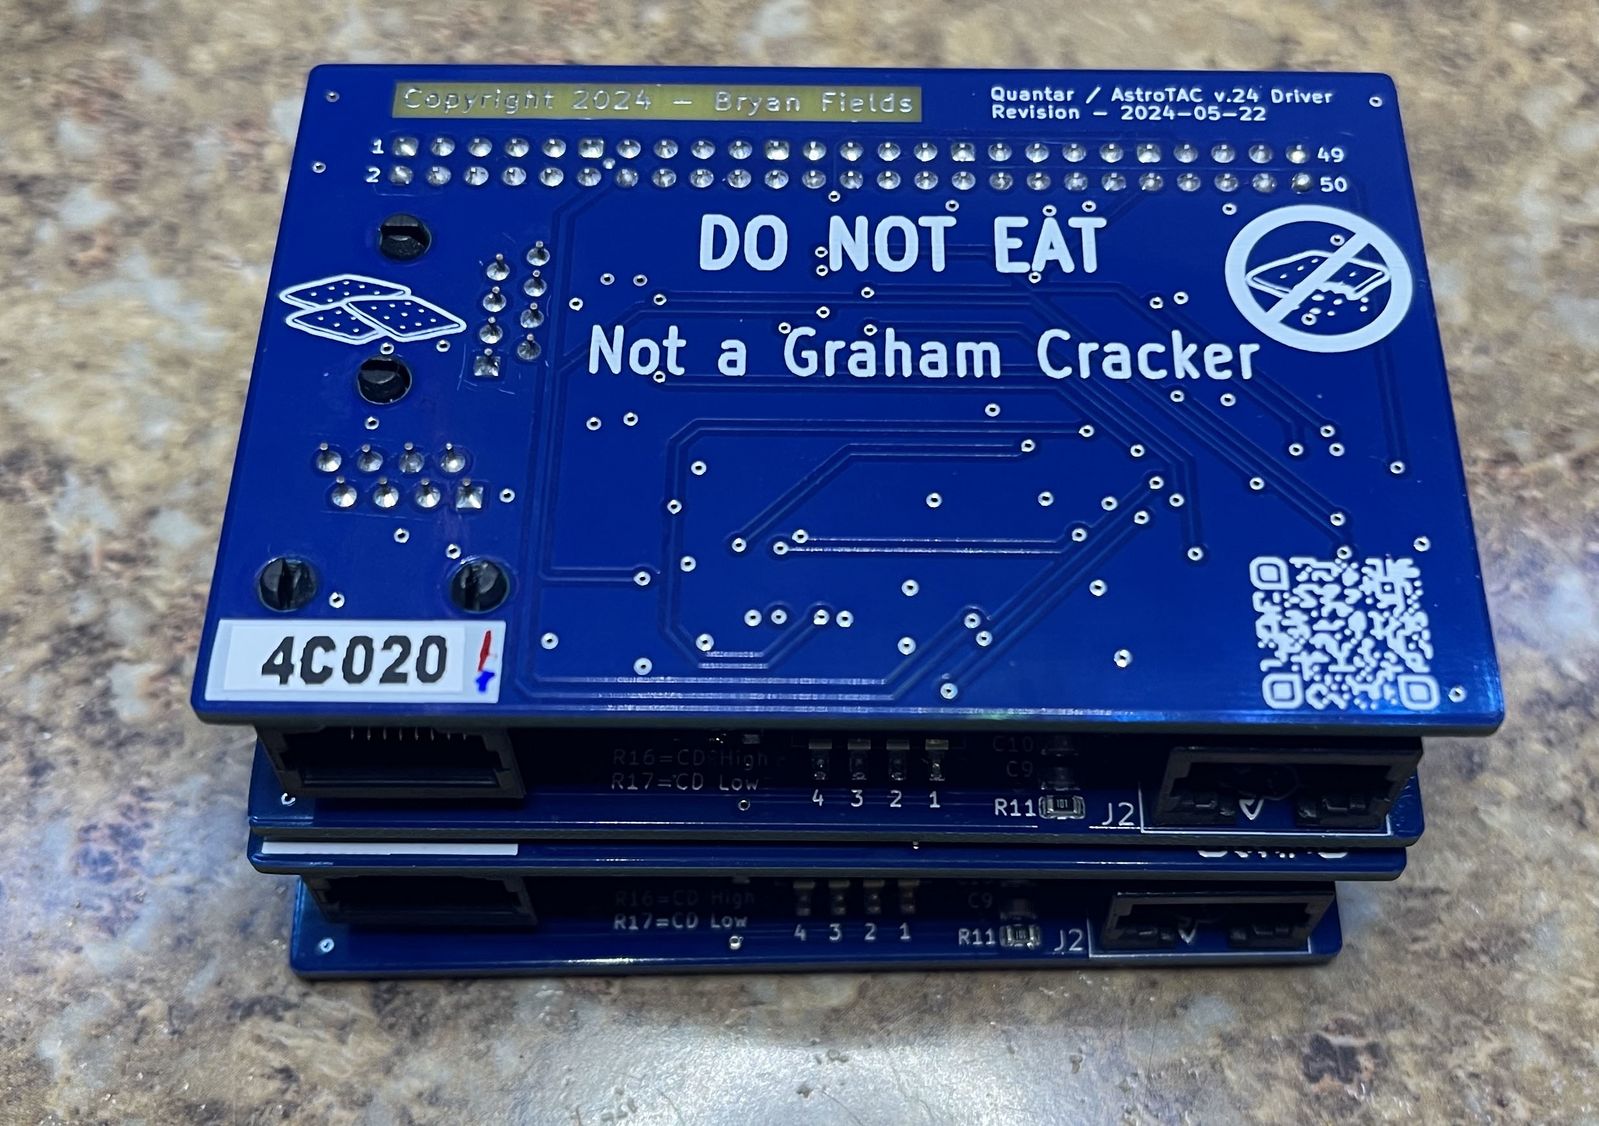 Copyright 2024 - Bryan Fields
Quantar / AstroTAC v.24 Driver
Revision - 2024-05-22
1
49
2
50
DO NOT EAT
Not a Graham Cracker
4C020
R16=CD High
R17=CD Low
4 3 2 1
C10
C9
R11
J2
R16=CD High
R17=CD Low
4 3 2 1
C9
R11
J2